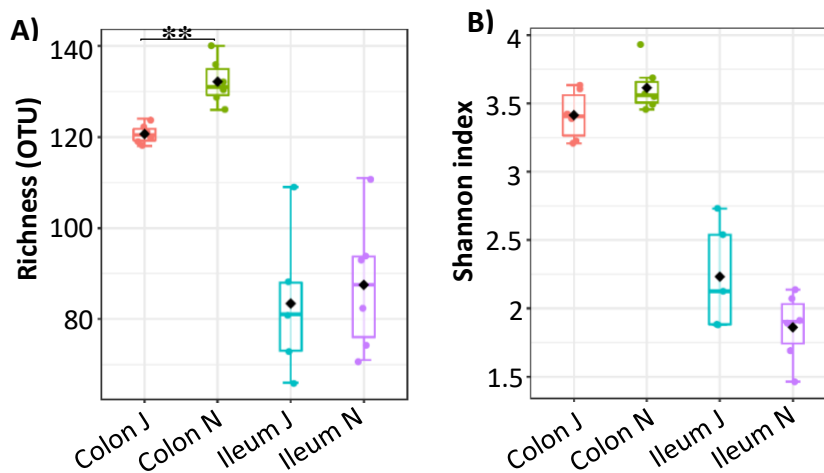 A)
**
Richness (OTU)
140
120
100
80
Colon J
Colon N
Ileum J
Ileum N
B)
Shannon index
4
3.5
3
2.5
2
1.5
Colon J
Colon N
Ileum J
Ileum N